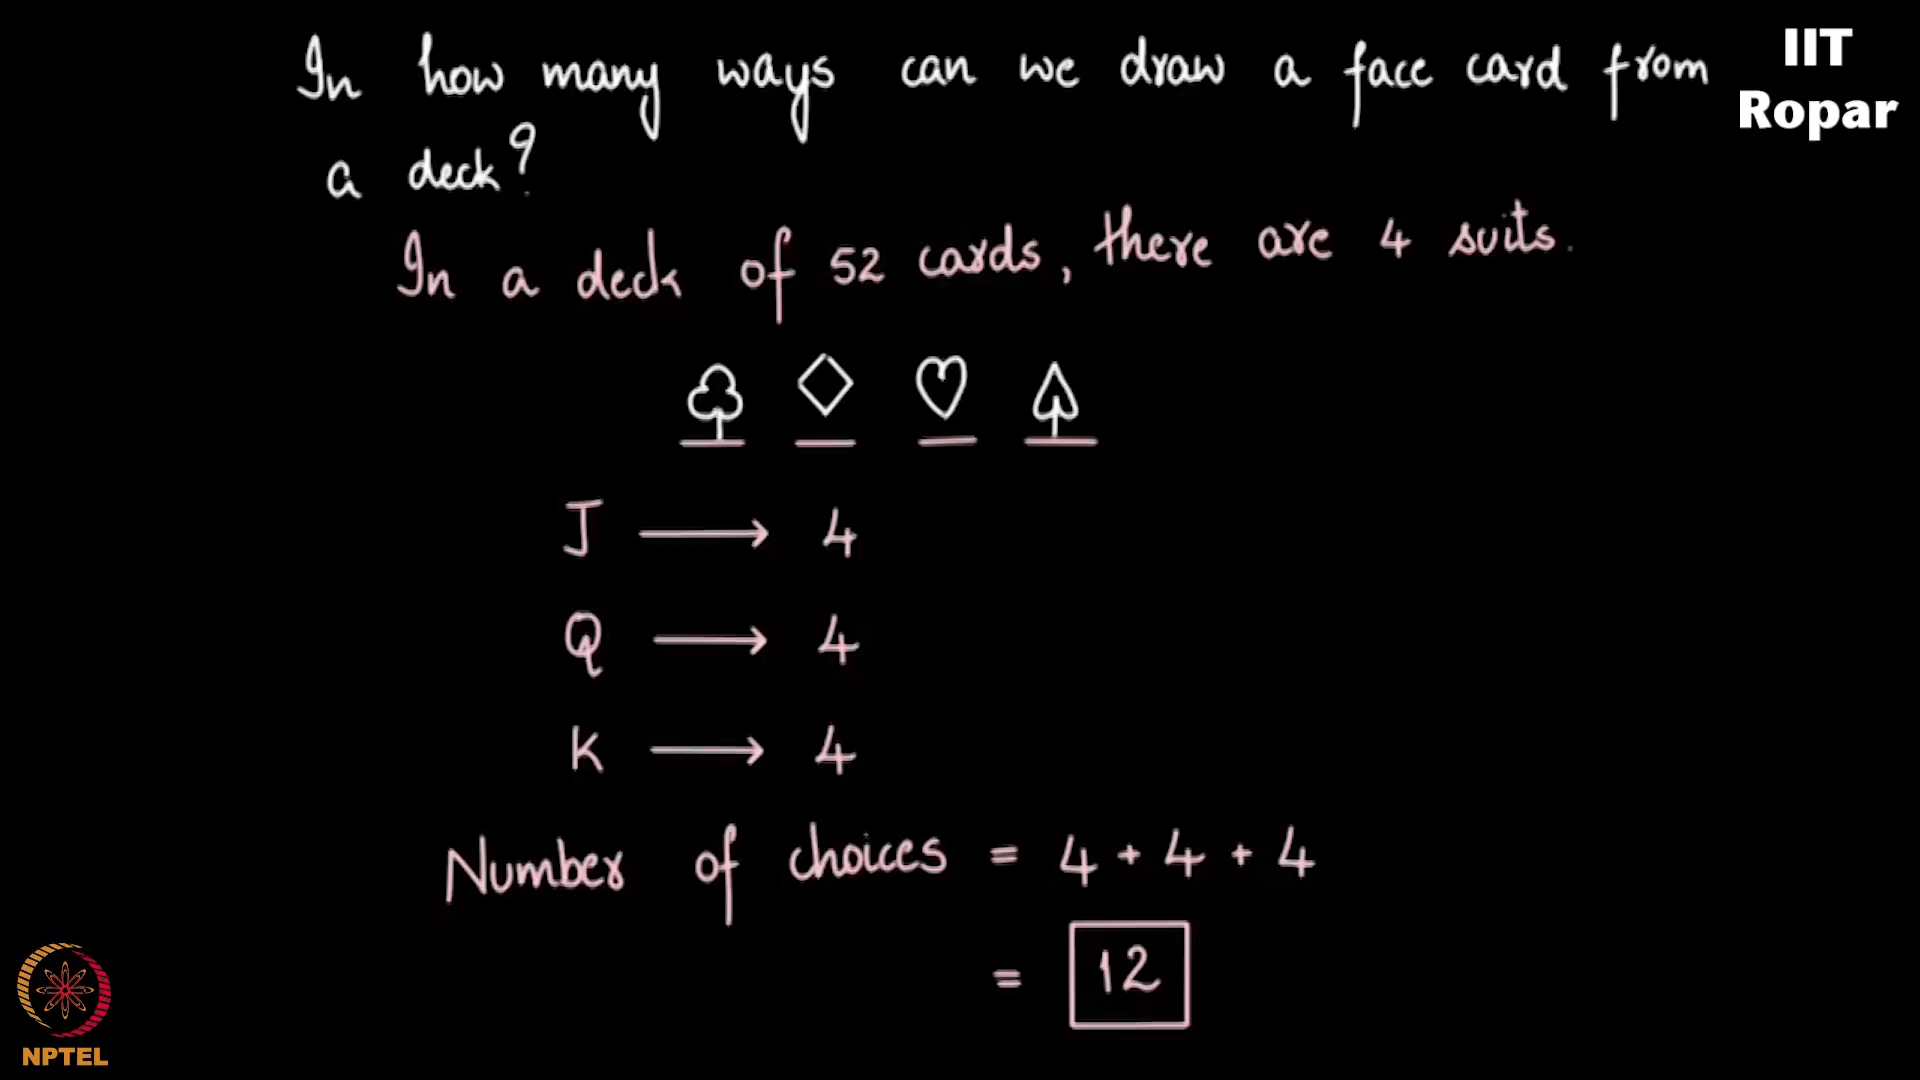 In how many ways can we draw a face card from
a deck?
IIT
Ropar
In a deck of 52 cards, there are 4 suits.
J → 4
Q → 4
K → 4
Number of choices = 4 + 4 + 4
= 12
NPTEL